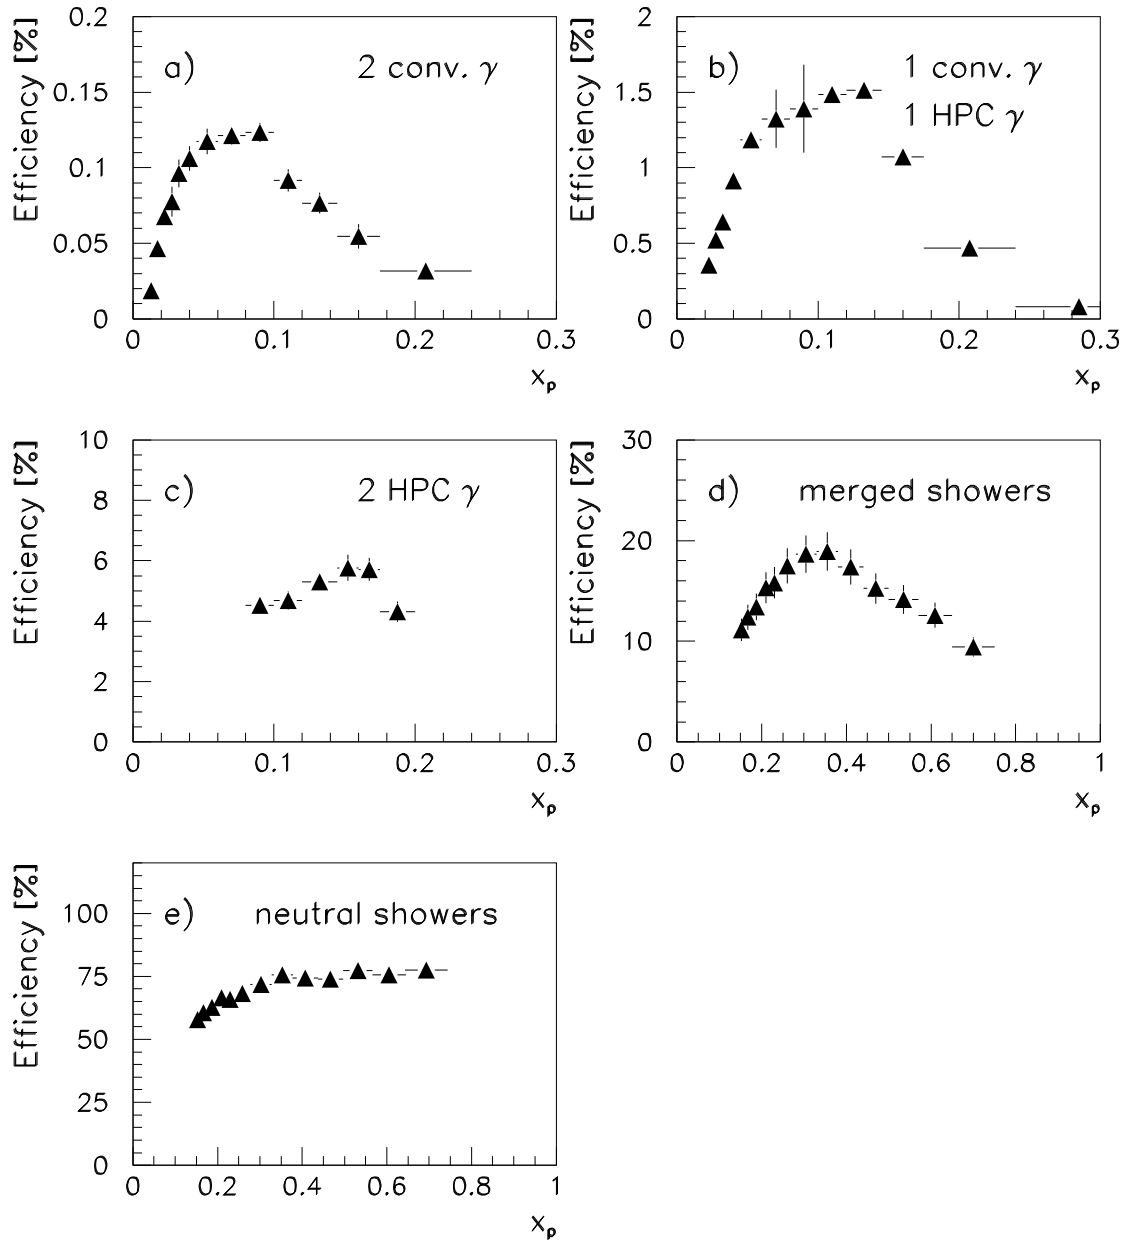 Efficiency [%]
a)
2 conv. γ
0.2
0.15
0.1
0.05
0
0
0.1
0.2
0.3
xₚ
Efficiency [%]
b)
1 conv. γ
1 HPC γ
2
1.5
1
0.5
0
0
0.1
0.2
0.3
xₚ
Efficiency [%]
c)
2 HPC γ
10
8
6
4
2
0
0
0.1
0.2
0.3
xₚ
Efficiency [%]
d)
merged showers
30
20
10
0
0
0.2
0.4
0.6
0.8
1
xₚ
Efficiency [%]
e)
neutral showers
100
75
50
25
0
0
0.2
0.4
0.6
0.8
1
xₚ